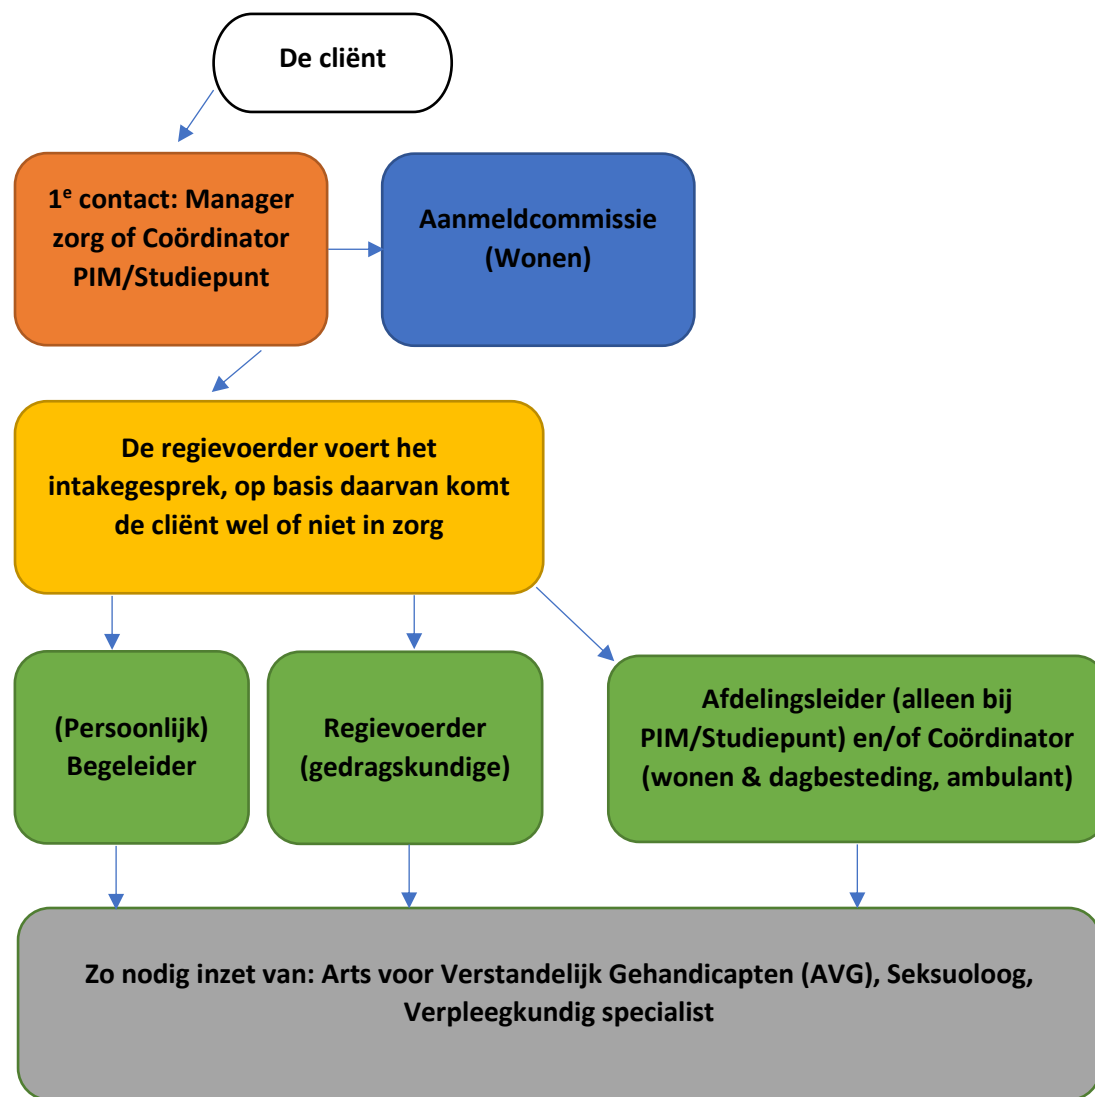 De cliënt
1e contact: Manager
zorg of Coördinator
PIM/Studiepunt
Aanmeldcommissie
(Wonen)
De regievoerder voert het
intakegesprek, op basis daarvan komt
de cliënt wel of niet in zorg
(Persoonlijk)
Begeleider
Regievoerder
(gedragskundige)
Afdelingsleider (alleen bij
PIM/Studiepunt) en/of Coördinator
(wonen & dagbesteding, ambulant)
Zo nodig inzet van: Arts voor Verstandelijk Gehandicapten (AVG), Seksuoloog,
Verpleegkundig specialist